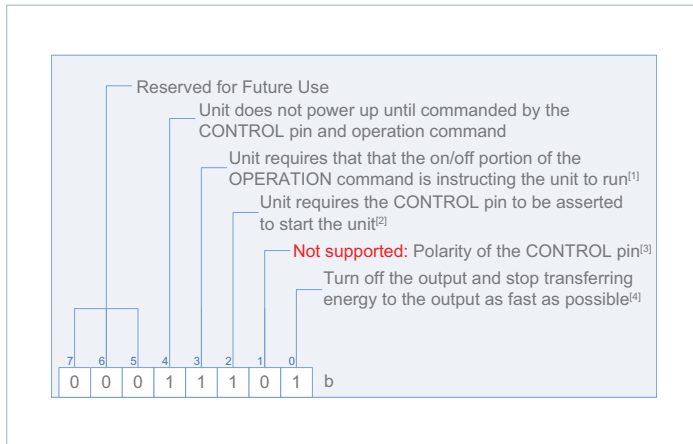 Reserved for Future Use
Unit does not power up until commanded by the
CONTROL pin and operation command
Unit requires that that the on/off portion of the
OPERATION command is instructing the unit to run[1]
Unit requires the CONTROL pin to be asserted
to start the unit[2]
Not supported: Polarity of the CONTROL pin[3]
Turn off the output and stop transferring
energy to the output as fast as possible[4]
7 6 5 4 3 2 1 0
0 0 0 1 1 1 0 1 b